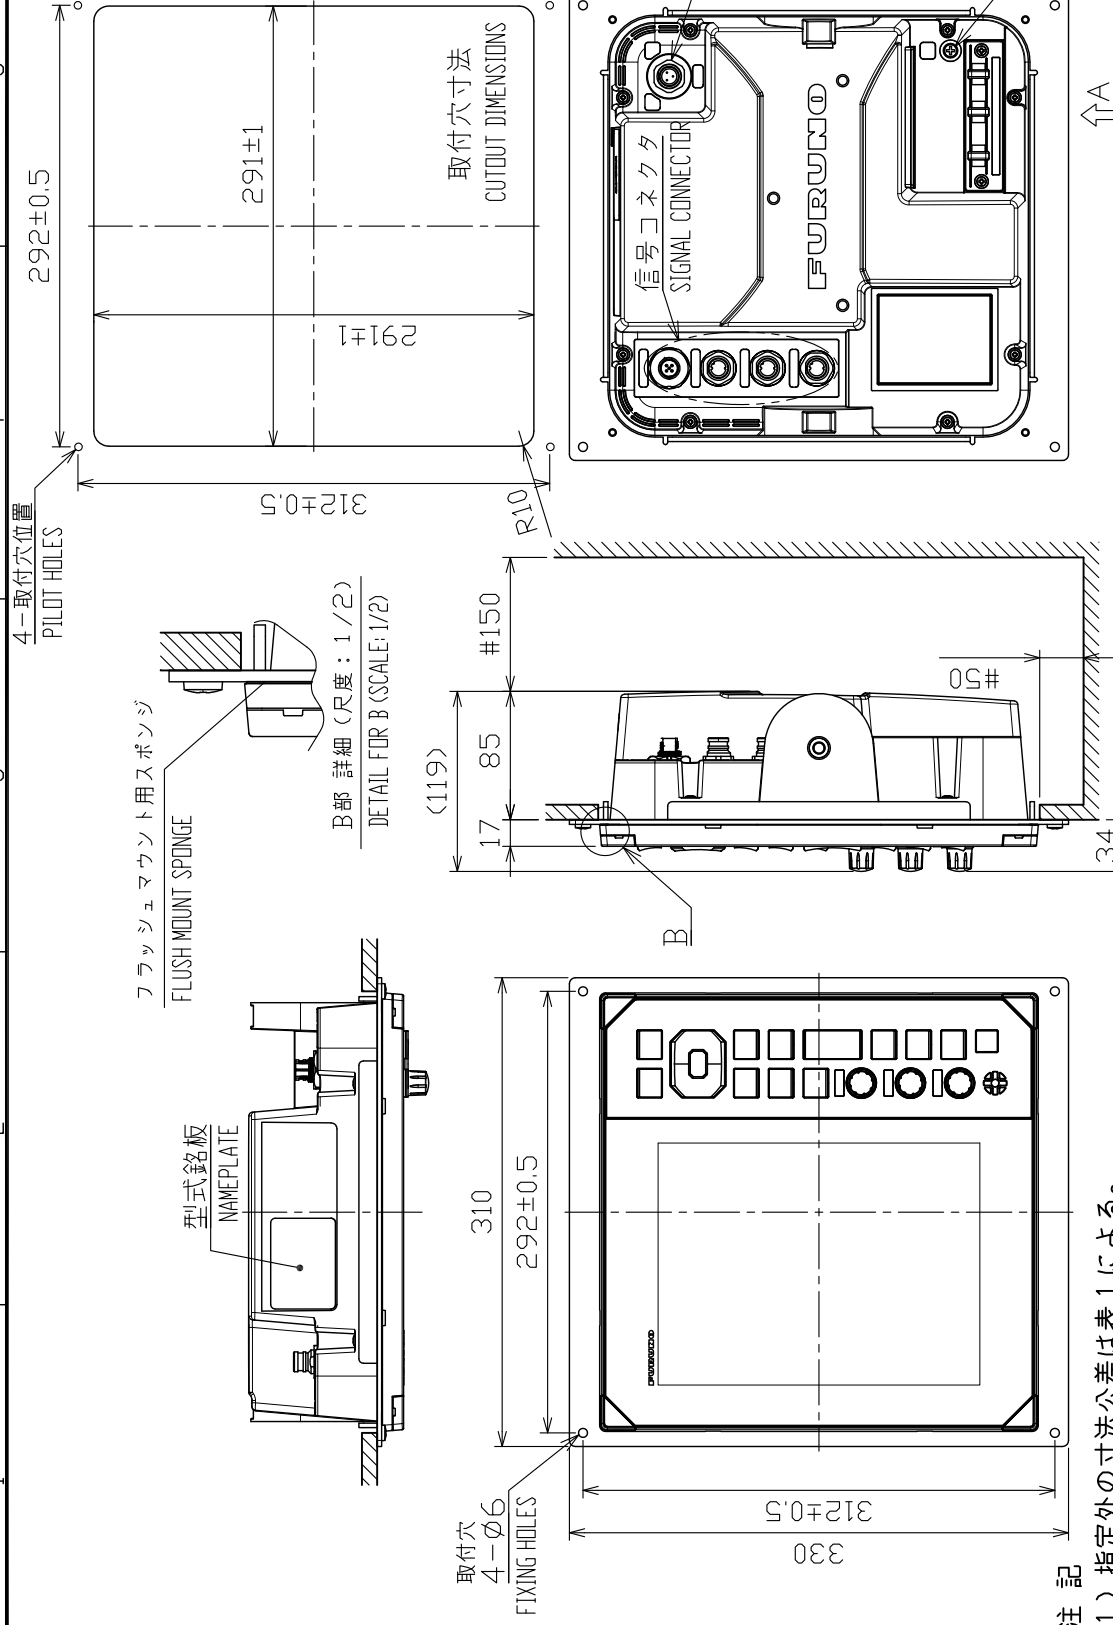 4-取付穴位置
PILOT HOLES
292±0.5
291±1
291±1
312±0.5
R10
取付穴寸法
CUTOUT DIMENSIONS
信号コネクタ
SIGNAL CONNECTOR
FURUNO
A
フラッシュマウント用スポンジ
FLUSH MOUNT SPONGE
B部 詳細 (尺度:1/2)
DETAIL FOR B (SCALE:1/2)
(119)
17
85
#150
#50
34
B
型式銘板
NAMEPLATE
310
292±0.5
FURUNO
取付穴
4-Ø6
FIXING HOLES
312±0.5
330
注 記
1) 指定外の寸法公差は表1による。